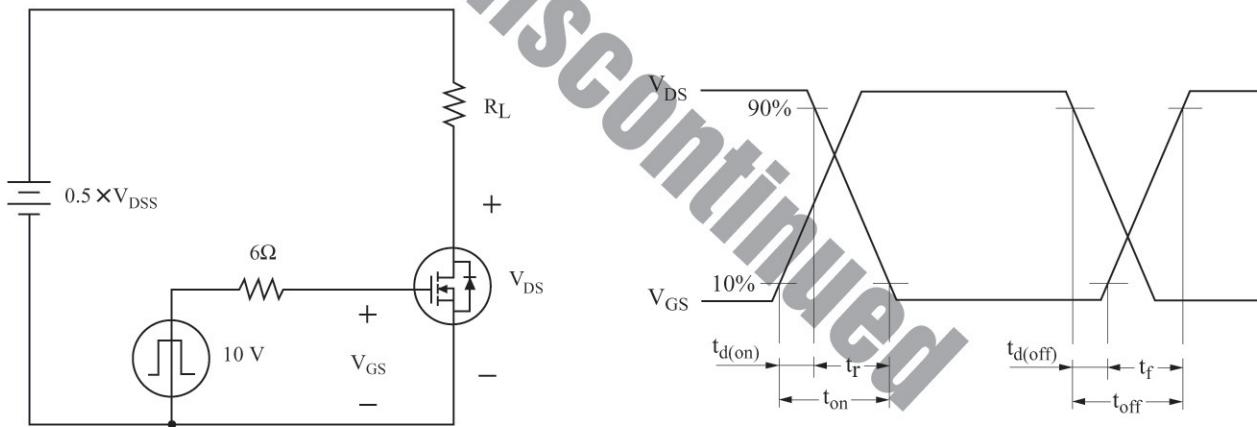 Discontinued
R_L
0.5 × V_DSS
+
6Ω
V_DS
+
10 V
V_GS
−
−
V_DS
90%
10%
V_GS
t_d(on)
t_r
t_on
t_d(off)
t_f
t_off